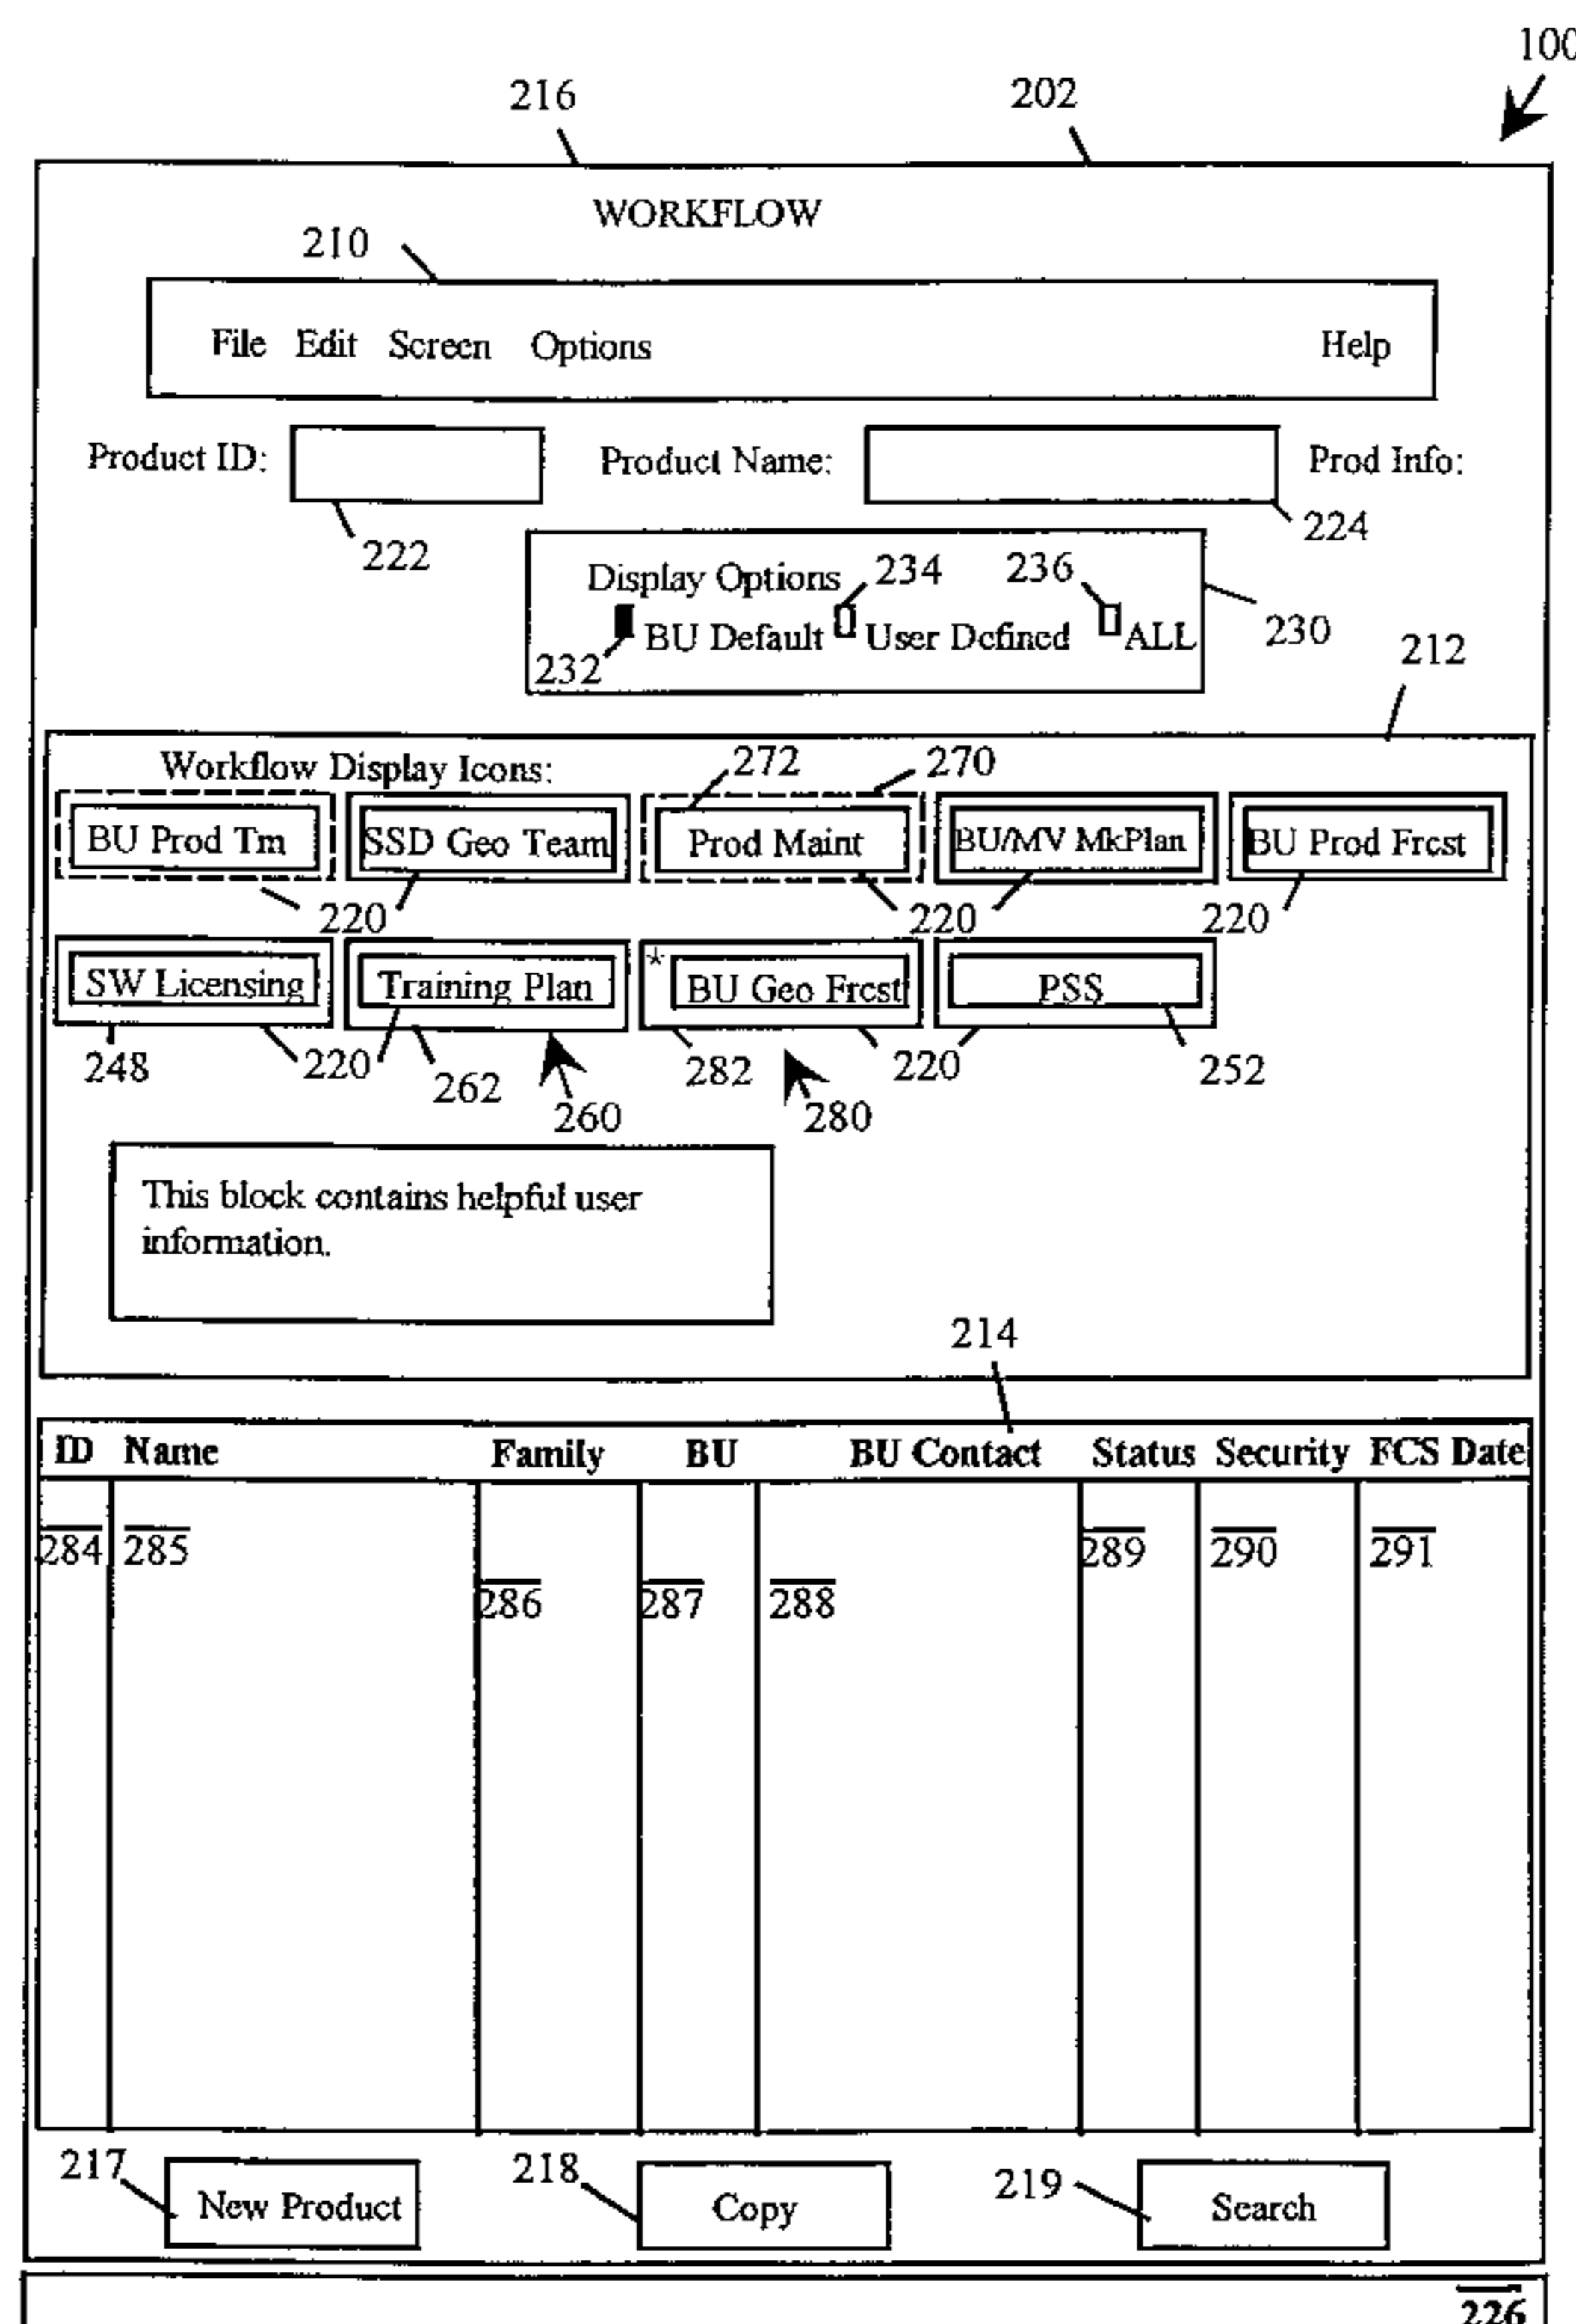 100
216 202
WORKFLOW
210
File Edit Screen Options Help
Product ID: Product Name: Prod Info:
222 224
Display Options 234 236
BU Default User Defined ALL
232 230
212
Workflow Display Icons: 272 270
BU Prod Tm SSD Geo Team Prod Maint BU/MV MkPlan BU Prod Frcst
220 220 220
SW Licensing Training Plan * BU Geo Frcst PSS
248 220 262 260 282 280 220 252
This block contains helpful user
information.
214
ID Name Family BU BU Contact Status Security FCS Date
284 285 289 290 291
286 287 288
217 218 219
New Product Copy Search
226